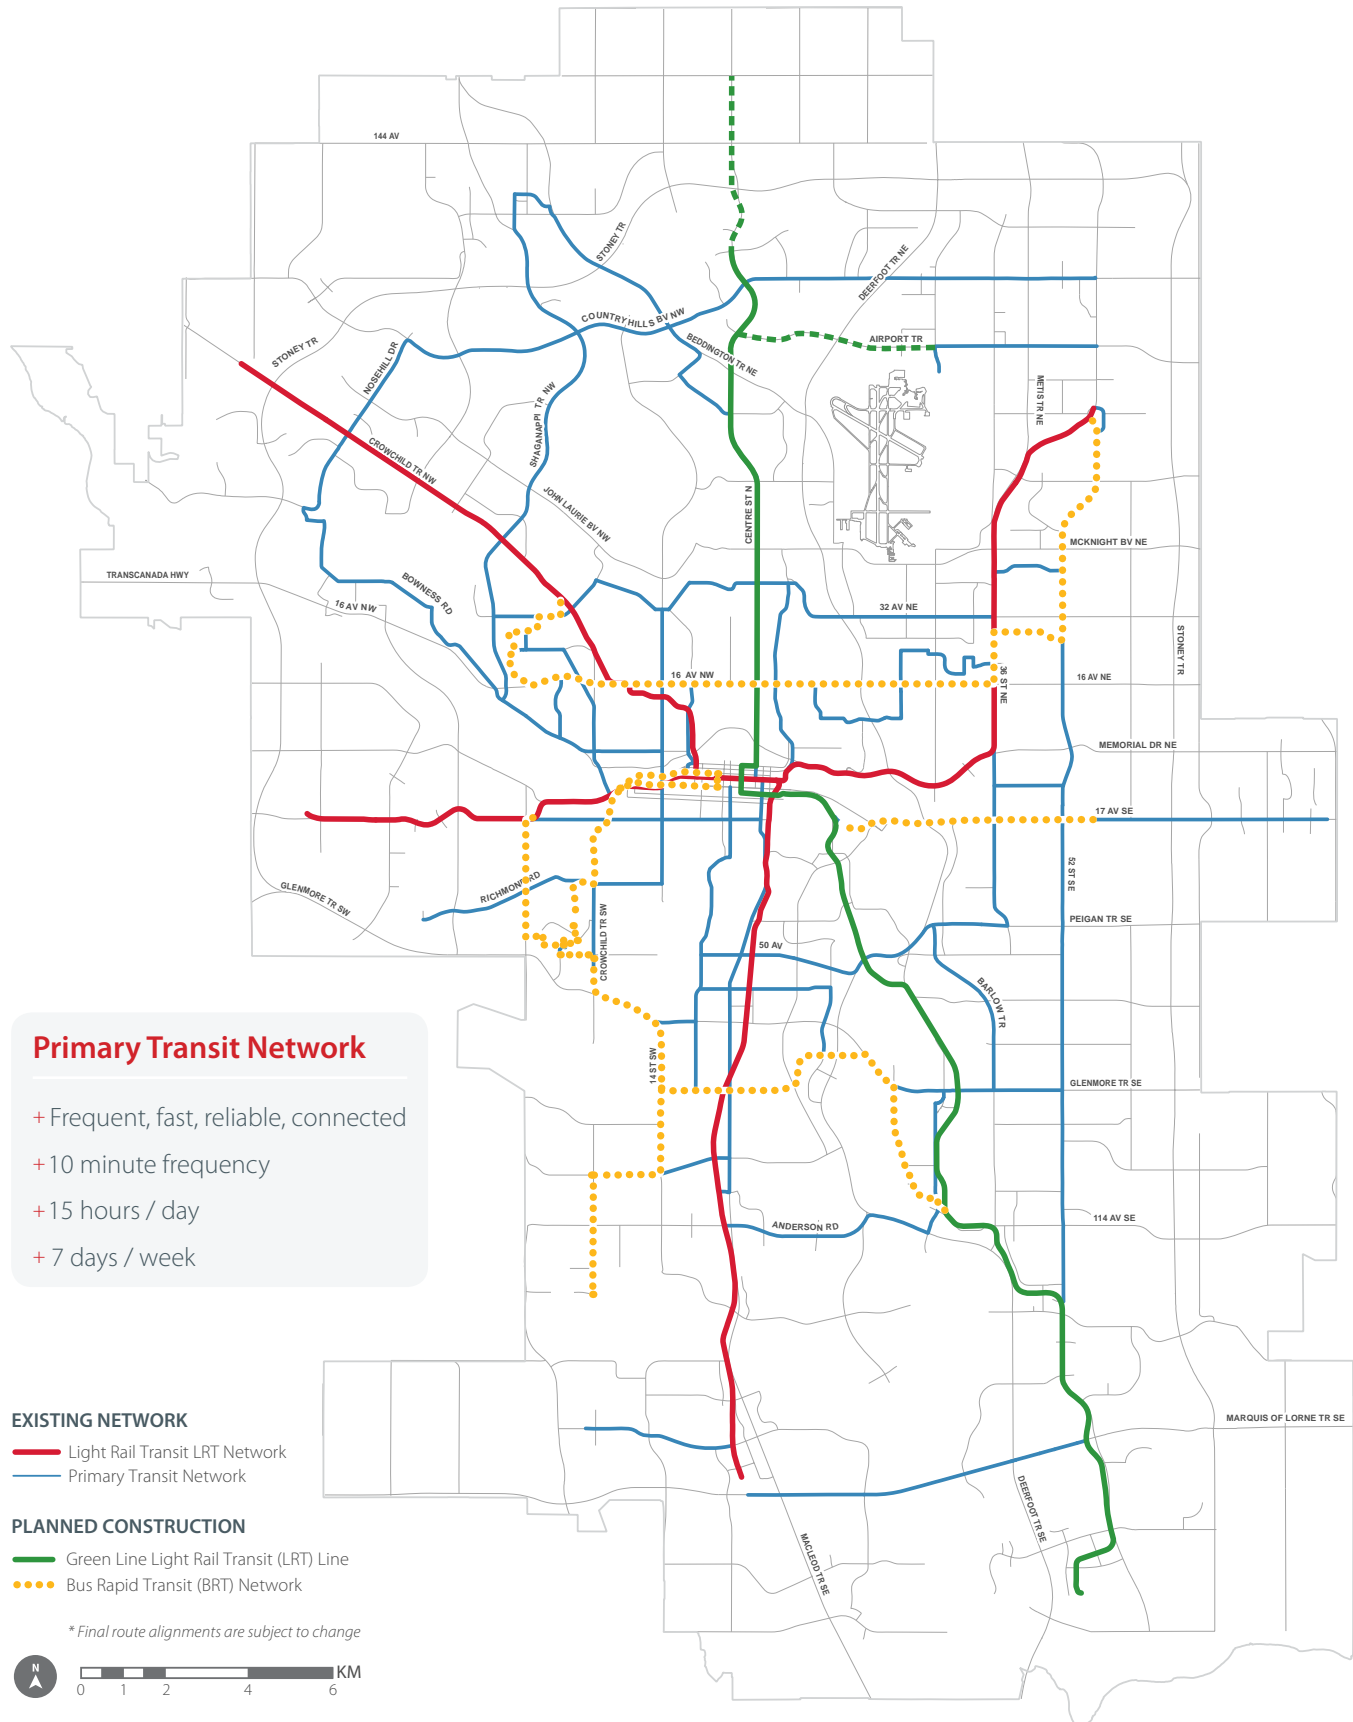 144 AV
STONEY TR
DEERFOOT TR NE
COUNTRY HILLS BV NW
STONEY TR
NOSEHILL DR
BEDDINGTON TR NE
AIRPORT TR
METIS TR NE
SHAGANAPPI TR NW
CROWCHILD TR NW
JOHN LAURIE BV NW
CENTRE ST N
MCKNIGHT BV NE
TRANSCANADA HWY
BOWNESS RD
16 AV NW
32 AV NE
STONEY TR
16 AV NW
36 ST NE
16 AV NE
MEMORIAL DR NE
17 AV SE
52 ST SE
GLENMORE TR SW
RICHMOND RD
CROWCHILD TR SW
PEIGAN TR SE
50 AV
BARLOW TR
14 ST SW
GLENMORE TR SE
ANDERSON RD
114 AV SE
MARQUIS OF LORNE TR SE
DEERFOOT TR SE
MACLEOD TR SE
Primary Transit Network
+ Frequent, fast, reliable, connected
+ 10 minute frequency
+ 15 hours / day
+ 7 days / week
EXISTING NETWORK
Light Rail Transit LRT Network
Primary Transit Network
PLANNED CONSTRUCTION
Green Line Light Rail Transit (LRT) Line
Bus Rapid Transit (BRT) Network
* Final route alignments are subject to change
N
KM
0 1 2 4 6